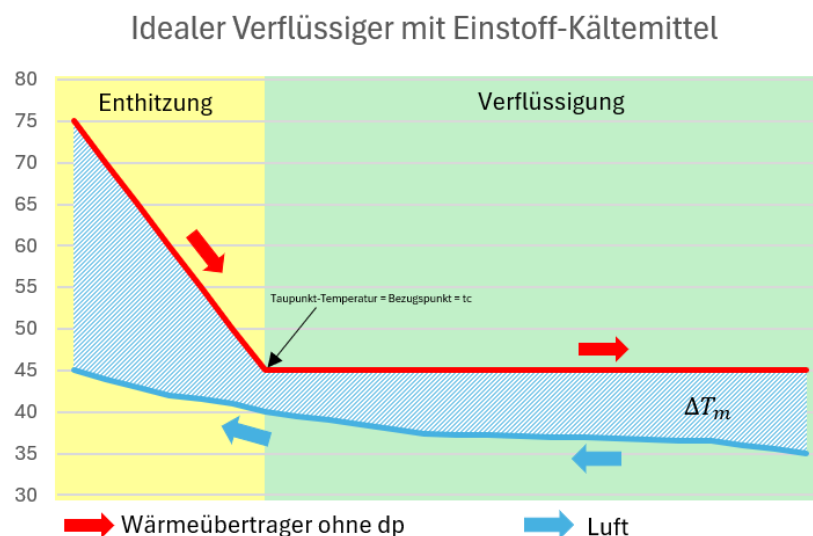 Idealer Verflüssiger mit Einstoff-Kältemittel
80
Enthitzung
Verflüssigung
75
70
65
60
55
Taupunkt-Temperatur = Bezugspunkt = tc
50
45
40
ΔTm
35
30
Wärmeübertrager ohne dp
Luft